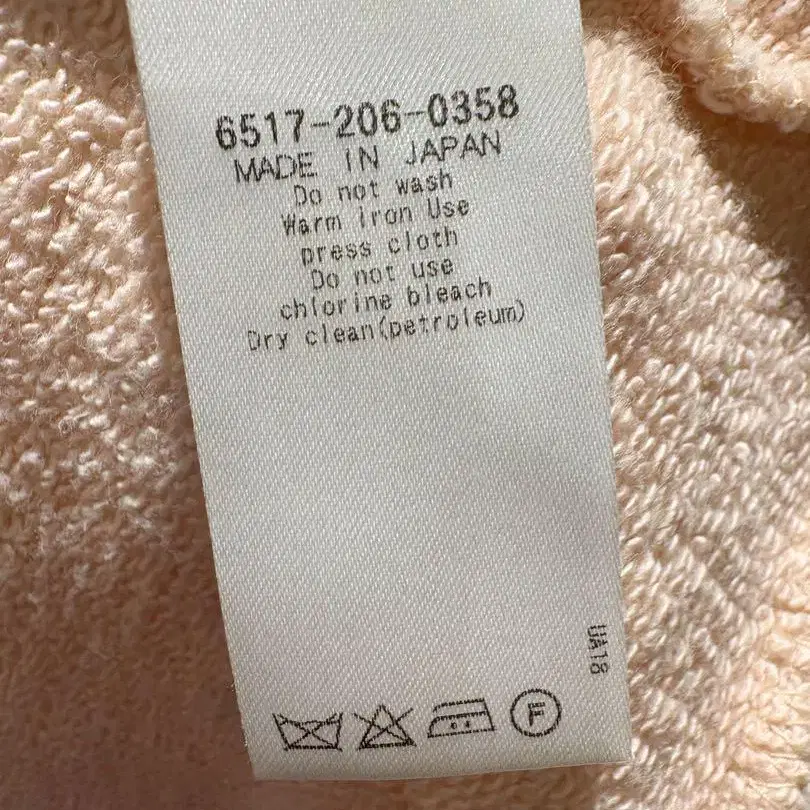 6517-206-0358
MADE IN JAPAN
Do not wash
Warm iron Use
press cloth
Do not use
chlorine bleach
Dry clean(petroleum)
UA18
F